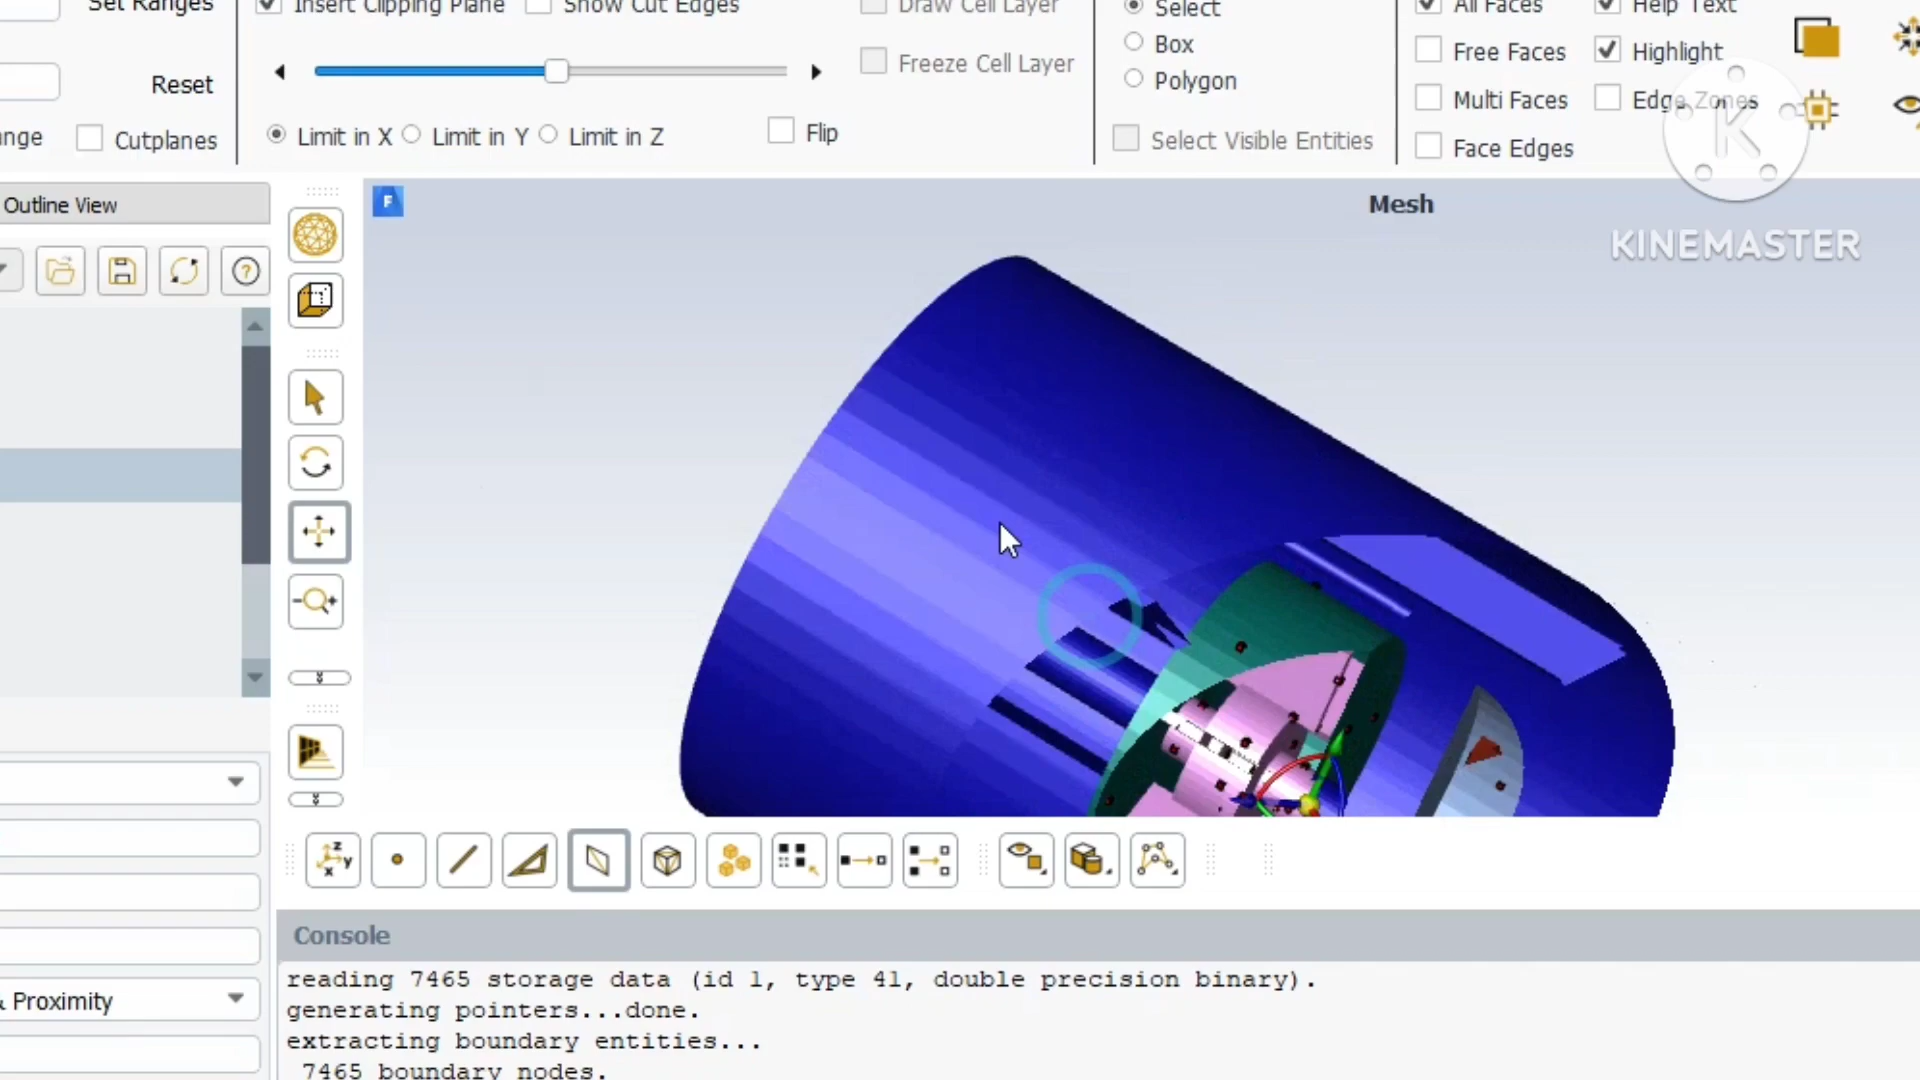 Set Ranges
Insert Clipping Plane
Show Cut Edges
Draw Cell Layer
Select
All Faces
Help Text
Box
Freeze Cell Layer
Free Faces
Highlight
Reset
Polygon
Multi Faces
Edge Zones
Cutplanes
Limit in X
Limit in Y
Limit in Z
Flip
Select Visible Entities
Face Edges
K
KINEMASTER
Outline View
F
Mesh
?
z
x y
& Proximity
Console
reading 7465 storage data (id 1, type 41, double precision binary).
generating pointers...done.
extracting boundary entities...
7465 boundary nodes.